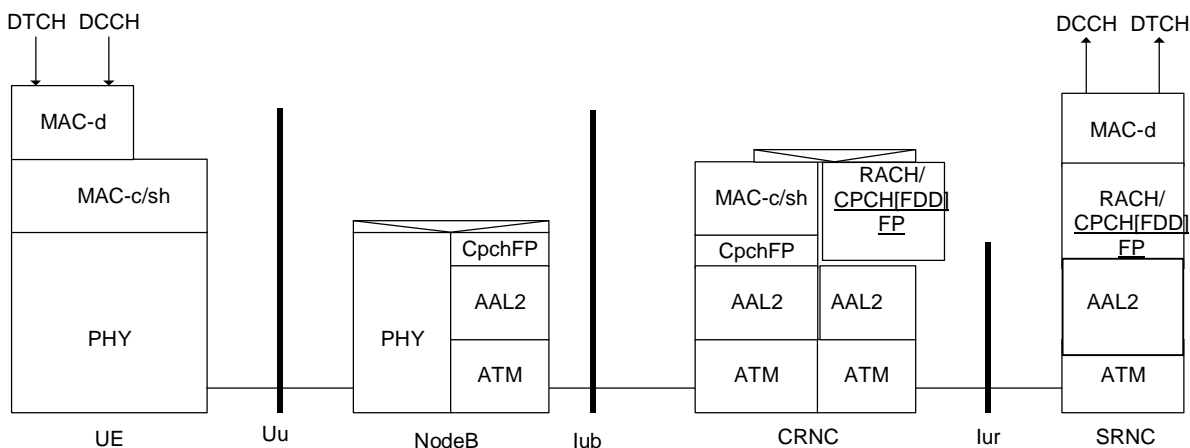 DTCH DCCH
DCCH DTCH
MAC-d
MAC-d
MAC-c/sh
MAC-c/sh
RACH/
CPCH[FDD]
FP
RACH/
CPCH[FDD]
FP
CpchFP
CpchFP
PHY
PHY
AAL2
AAL2
AAL2
AAL2
ATM
ATM
ATM
ATM
UE
Uu
NodeB
Iub
CRNC
Iur
SRNC